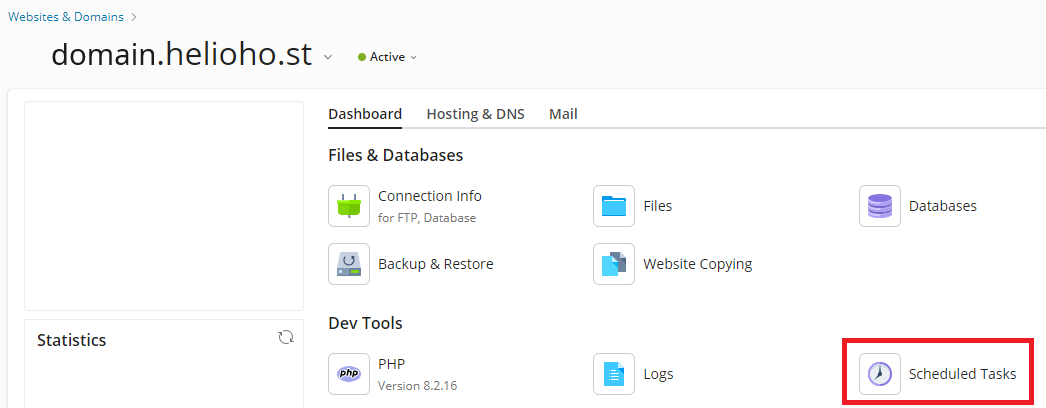 Websites & Domains >
domain.helioho.st
Active
Dashboard Hosting & DNS Mail
Files & Databases
Connection Info
for FTP, Database
Files
Databases
Backup & Restore
Website Copying
Statistics
Dev Tools
php
PHP
Version 8.2.16
Logs
Scheduled Tasks